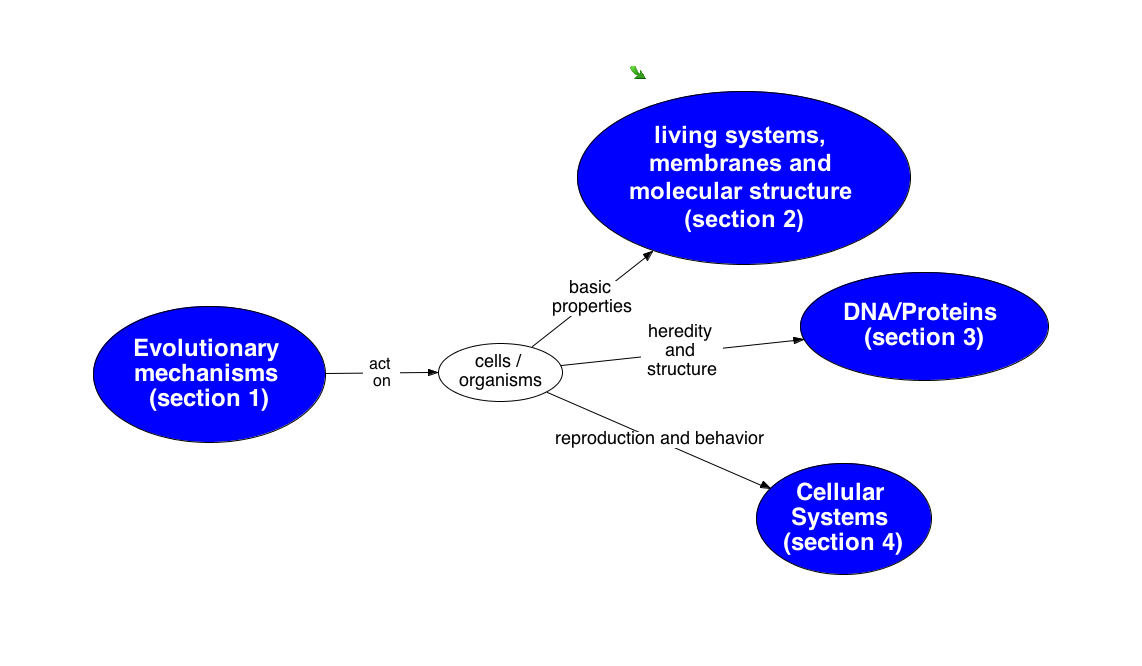 living systems,
membranes and
molecular structure
(section 2)
basic
properties
DNA/Proteins
(section 3)
heredity
and
structure
Evolutionary
mechanisms
(section 1)
act
on
cells /
organisms
reproduction and behavior
Cellular
Systems
(section 4)